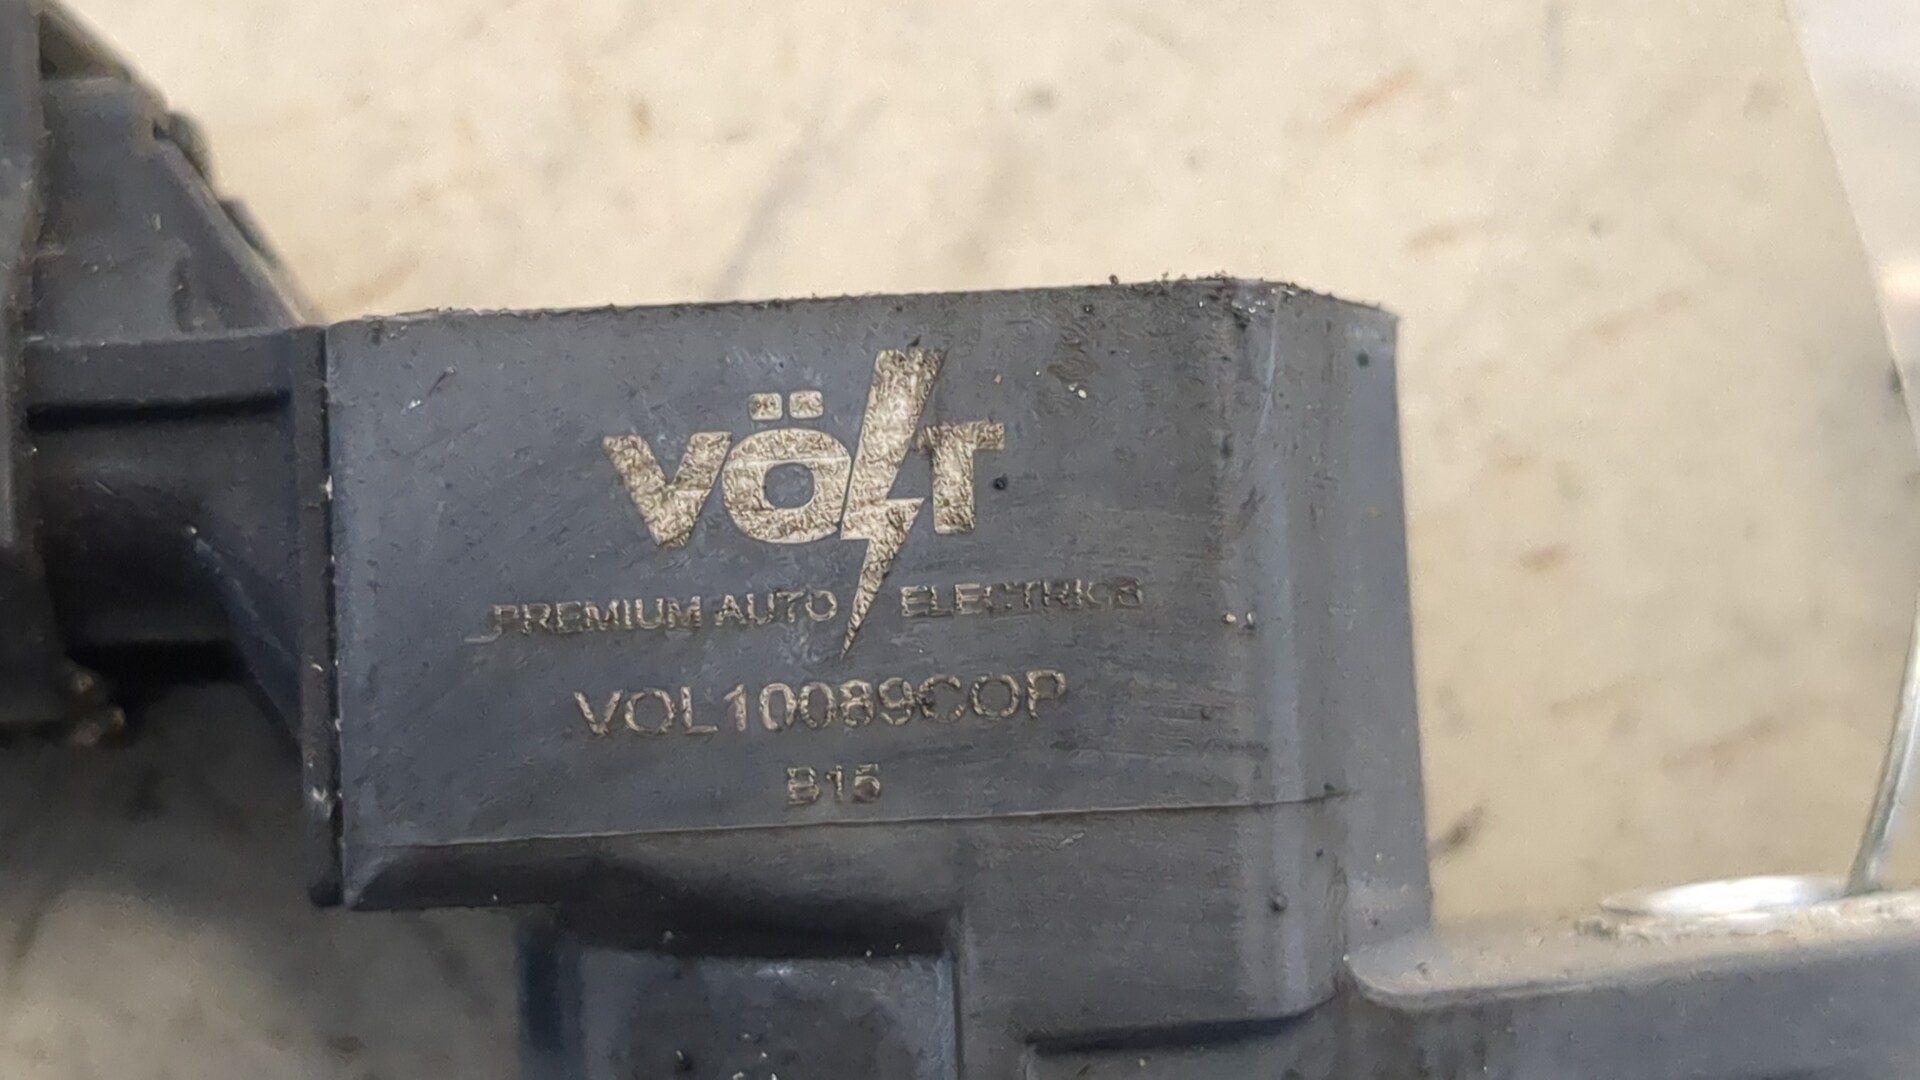 VÖLT
PREMIUM AUTO ELECTRICS
VOL10089COP
B15